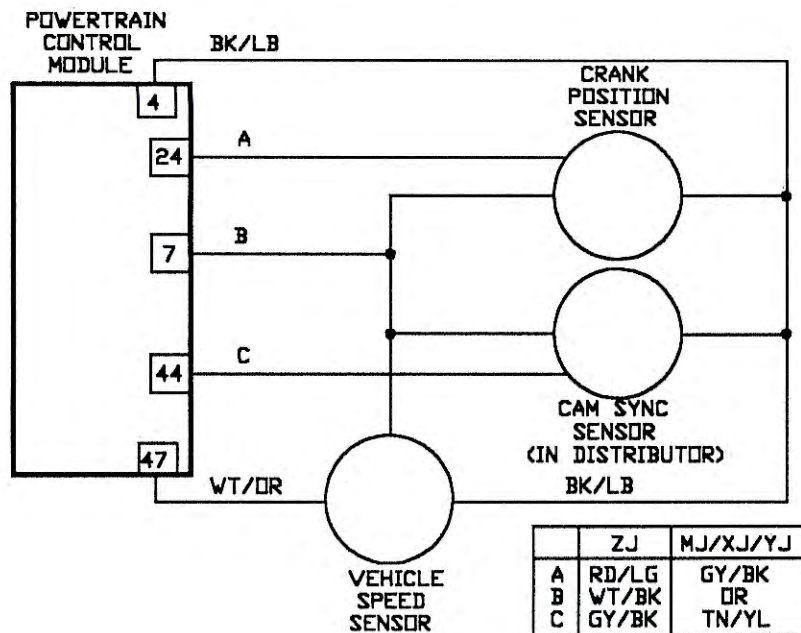 POWERTRAIN
CONTROL
MODULE
BK/LB
4
24
A
7
B
44
C
47
WT/OR
CRANK
POSITION
SENSOR
CAM SYNC
SENSOR
(IN DISTRIBUTOR)
BK/LB
VEHICLE
SPEED
SENSOR
ZJ MJ/XJ/YJ
A RD/LG GY/BK
B WT/BK OR
C GY/BK TN/YL